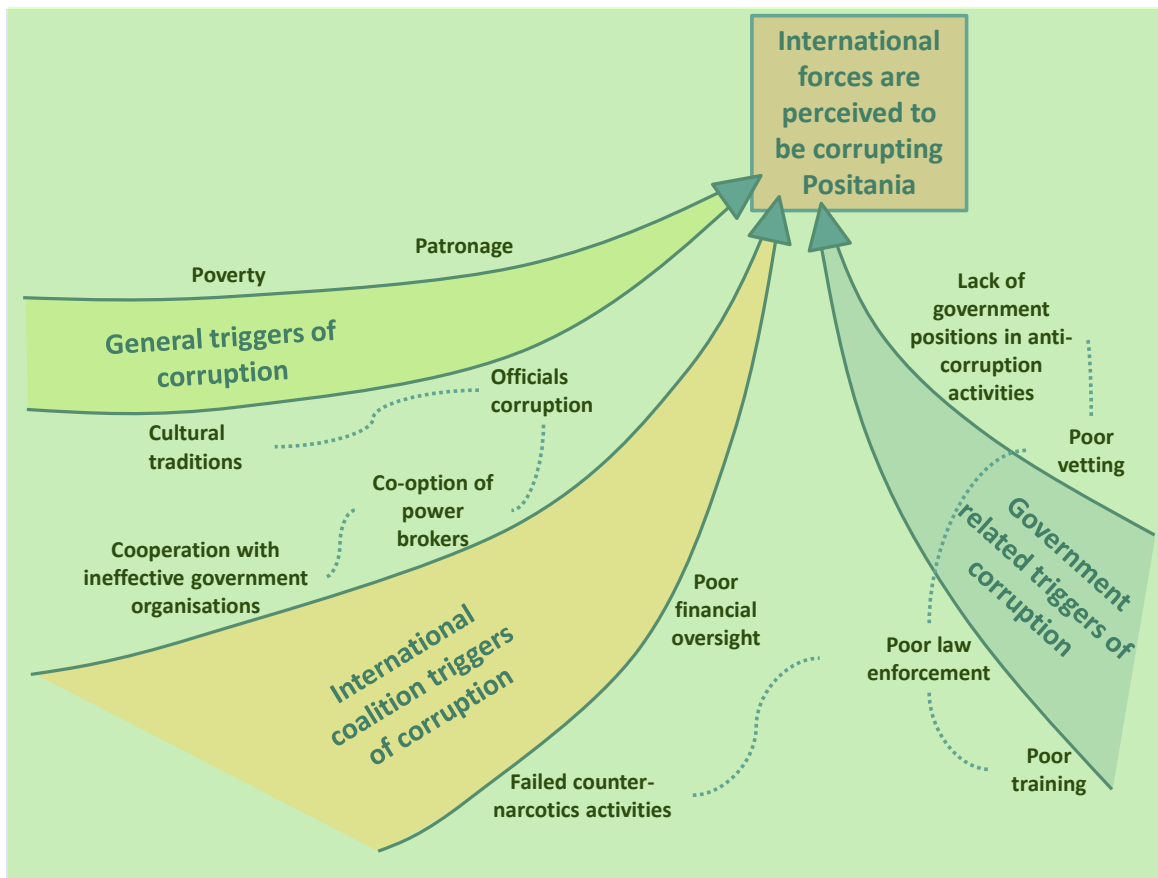 International
forces are
perceived to
be corrupting
Positania
Patronage
Poverty
General triggers of
corruption
Cultural
traditions
Officials
corruption
Co-option of
power
brokers
Cooperation with
ineffective government
organisations
International
coalition triggers
of corruption
Poor
financial
oversight
Failed counter-
narcotics activities
Lack of
government
positions in anti-
corruption
activities
Poor
vetting
Government
related triggers of
corruption
Poor law
enforcement
Poor
training